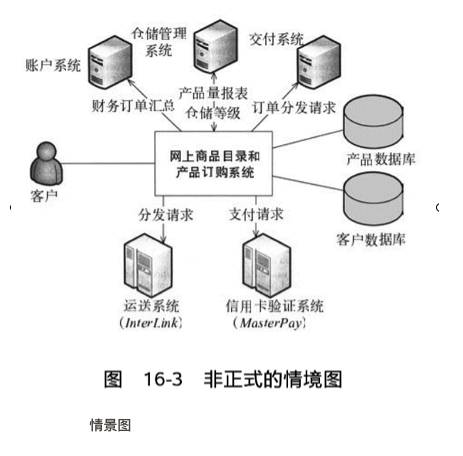 仓储管理
系统
交付系统
账户系统
产品量报表
财务订单汇总
仓储等级
订单分发请求
网上商品目录和
产品订购系统
产品数据库
客户
分发请求
支付请求
客户数据库
运送系统
(InterLink)
信用卡验证系统
(MasterPay)
图 16-3 非正式的情境图
情景图